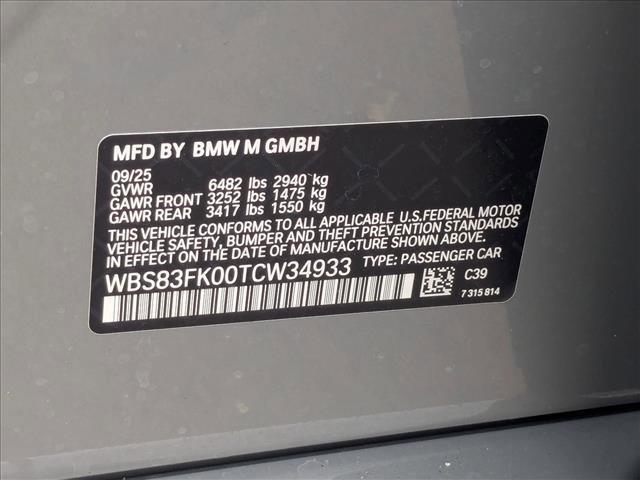 MFD BY BMW M GMBH
09/25
GVWR 6482 lbs 2940 kg
GAWR FRONT 3252 lbs 1475 kg
GAWR REAR 3417 lbs 1550 kg
THIS VEHICLE CONFORMS TO ALL APPLICABLE U.S.FEDERAL MOTOR
VEHICLE SAFETY, BUMPER, AND THEFT PREVENTION STANDARDS
IN EFFECT ON THE DATE OF MANUFACTURE SHOWN ABOVE.
WBS83FK00TCW34933 TYPE: PASSENGER CAR
C39
7 315 814